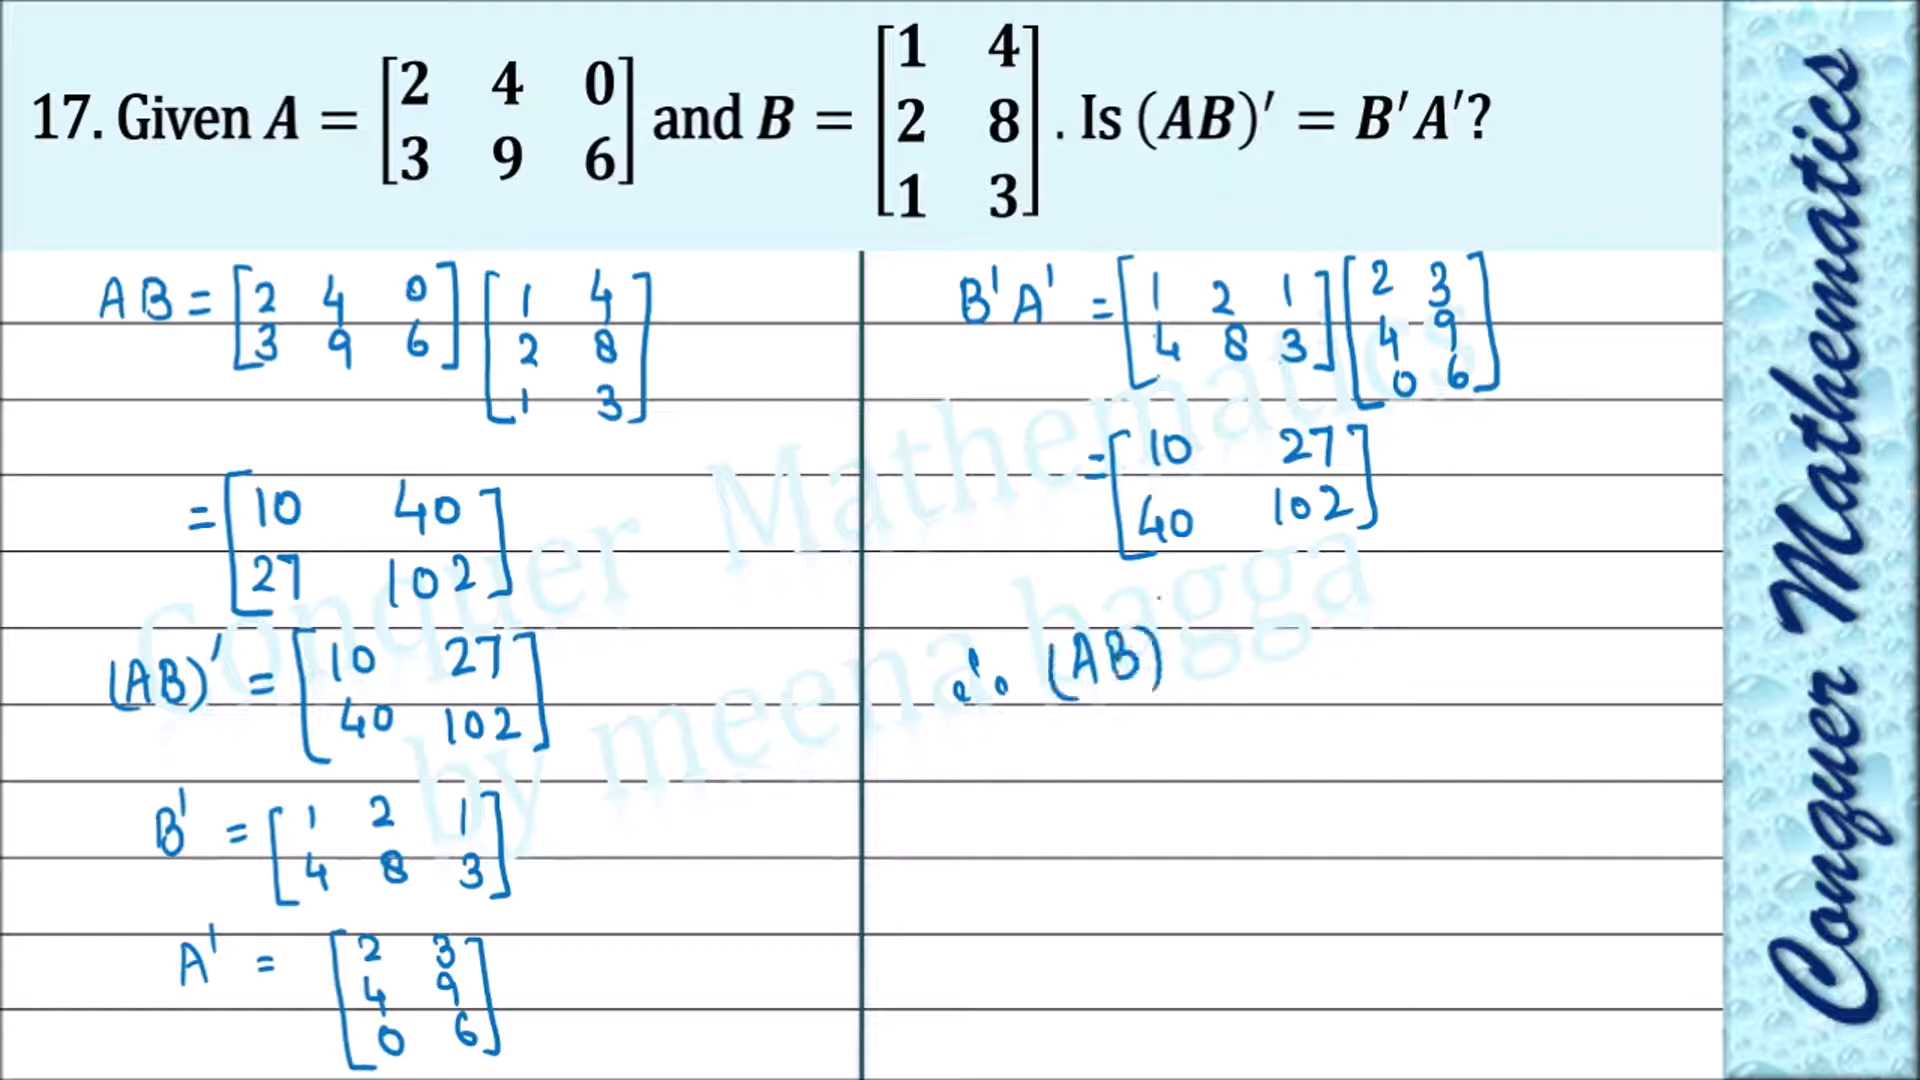 17. Given A = [2 4 0; 3 9 6] and B = [1 4; 2 8; 1 3]. Is (AB)′ = B′A′?
AB = [2 4 0; 3 9 6] [1 4; 2 8; 1 3]
= [10 40; 27 102]
(AB)′ = [10 27; 40 102]
B′ = [1 2 1; 4 8 3]
A′ = [2 3; 4 9; 0 6]
B′A′ = [1 2 1; 4 8 3] [2 3; 4 9; 0 6]
= [10 27; 40 102]
∴ (AB)
Conquer Mathematics
by meena bagga
Conquer Mathematics